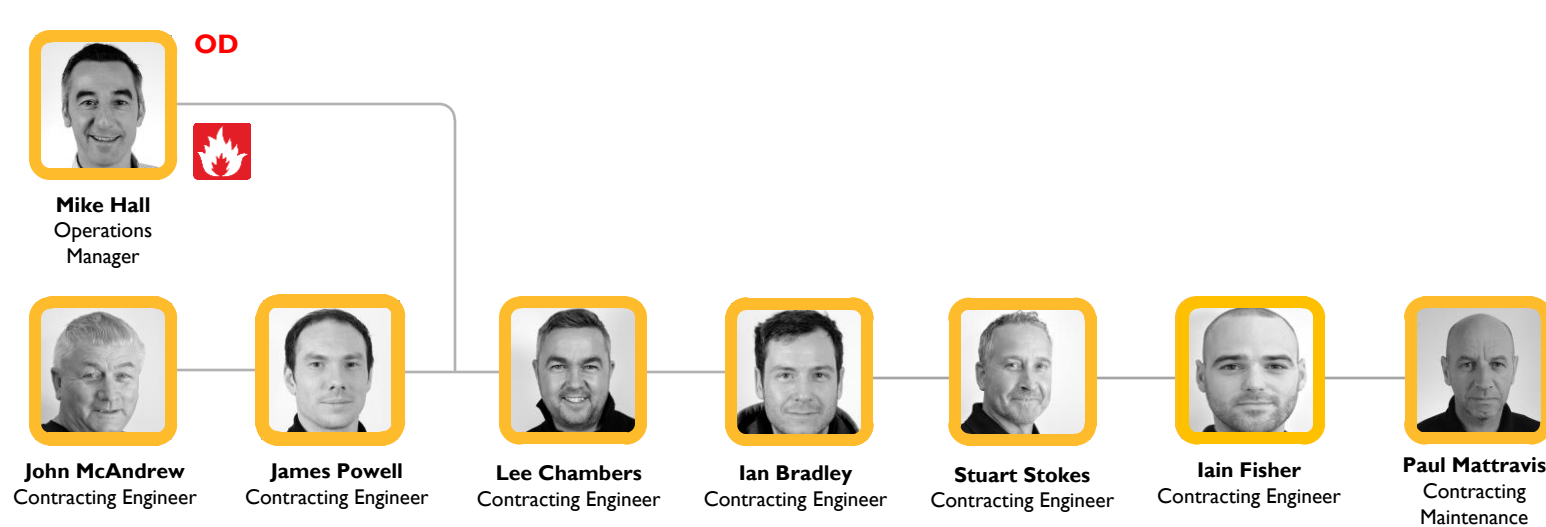 OD
Mike Hall
Operations
Manager
John McAndrew
Contracting Engineer
James Powell
Contracting Engineer
Lee Chambers
Contracting Engineer
Ian Bradley
Contracting Engineer
Stuart Stokes
Contracting Engineer
Iain Fisher
Contracting Engineer
Paul Mattravis
Contracting
Maintenance